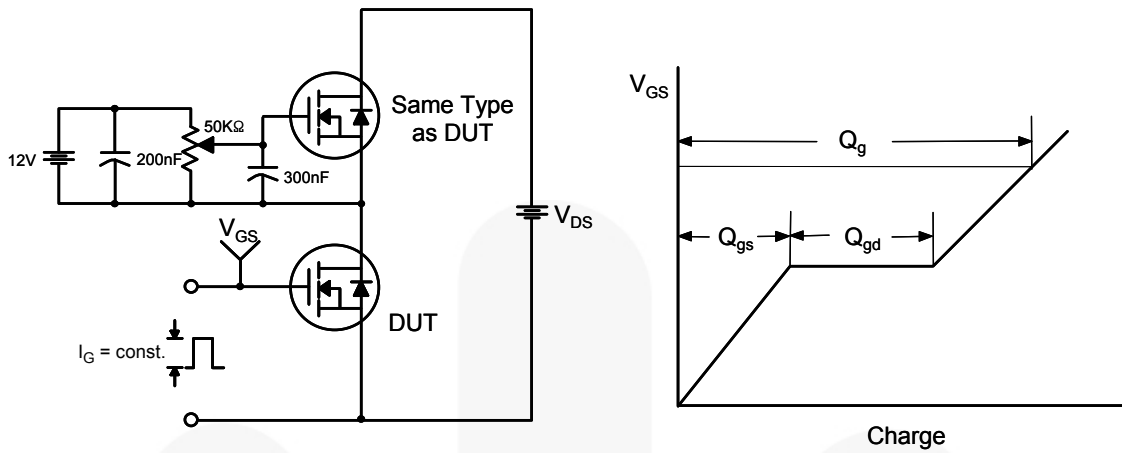 12V
200nF
50KΩ
300nF
Same Type
as DUT
V_DS
V_GS
DUT
I_G = const.
V_GS
Q_g
Q_gs
Q_gd
Charge